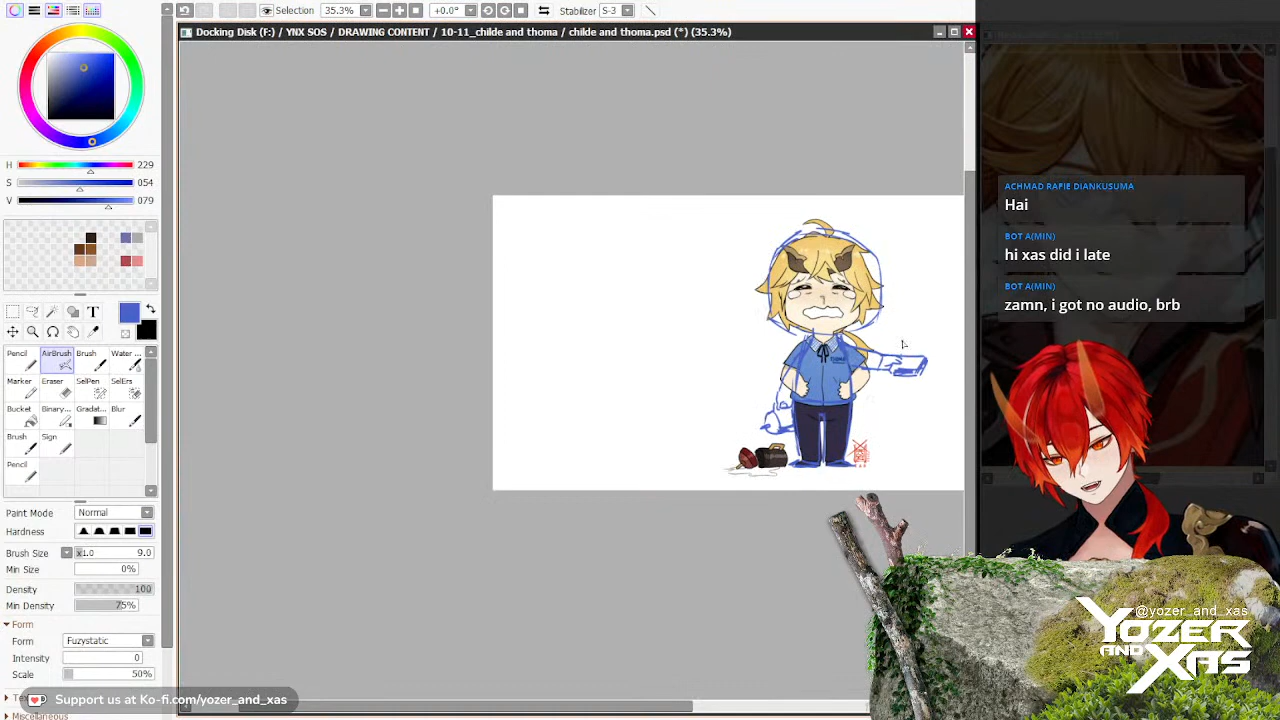 Selection
35.3%
+0.0°
Stabilizer
S-3
Docking Disk (F:) / YNX SOS / DRAWING CONTENT / 10-11_childe and thoma / childe and thoma.psd (*) (35.3%)
H 229
S 054
V 079
T
Pencil
AirBrush
Brush
Water ..
Marker
Eraser
SelPen
SelErs
Bucket
Binary...
Gradat...
Blur
Brush
Sign
Pencil
Paint Mode
Normal
Hardness
Brush Size
x1.0
9.0
Min Size
0%
Density
100
Min Density
75%
Form
Form
Fuzystatic
Intensity
0
Scale
50%
Support us at Ko-fi.com/yozer_and_xas
Miscellaneous
ACHMAD RAFIE DIANKUSUMA
Hai
BOT A(MIN)
hi xas did i late
BOT A(MIN)
zamn, i got no audio, brb
@yozer_and_xas
YOZER
AND XAS